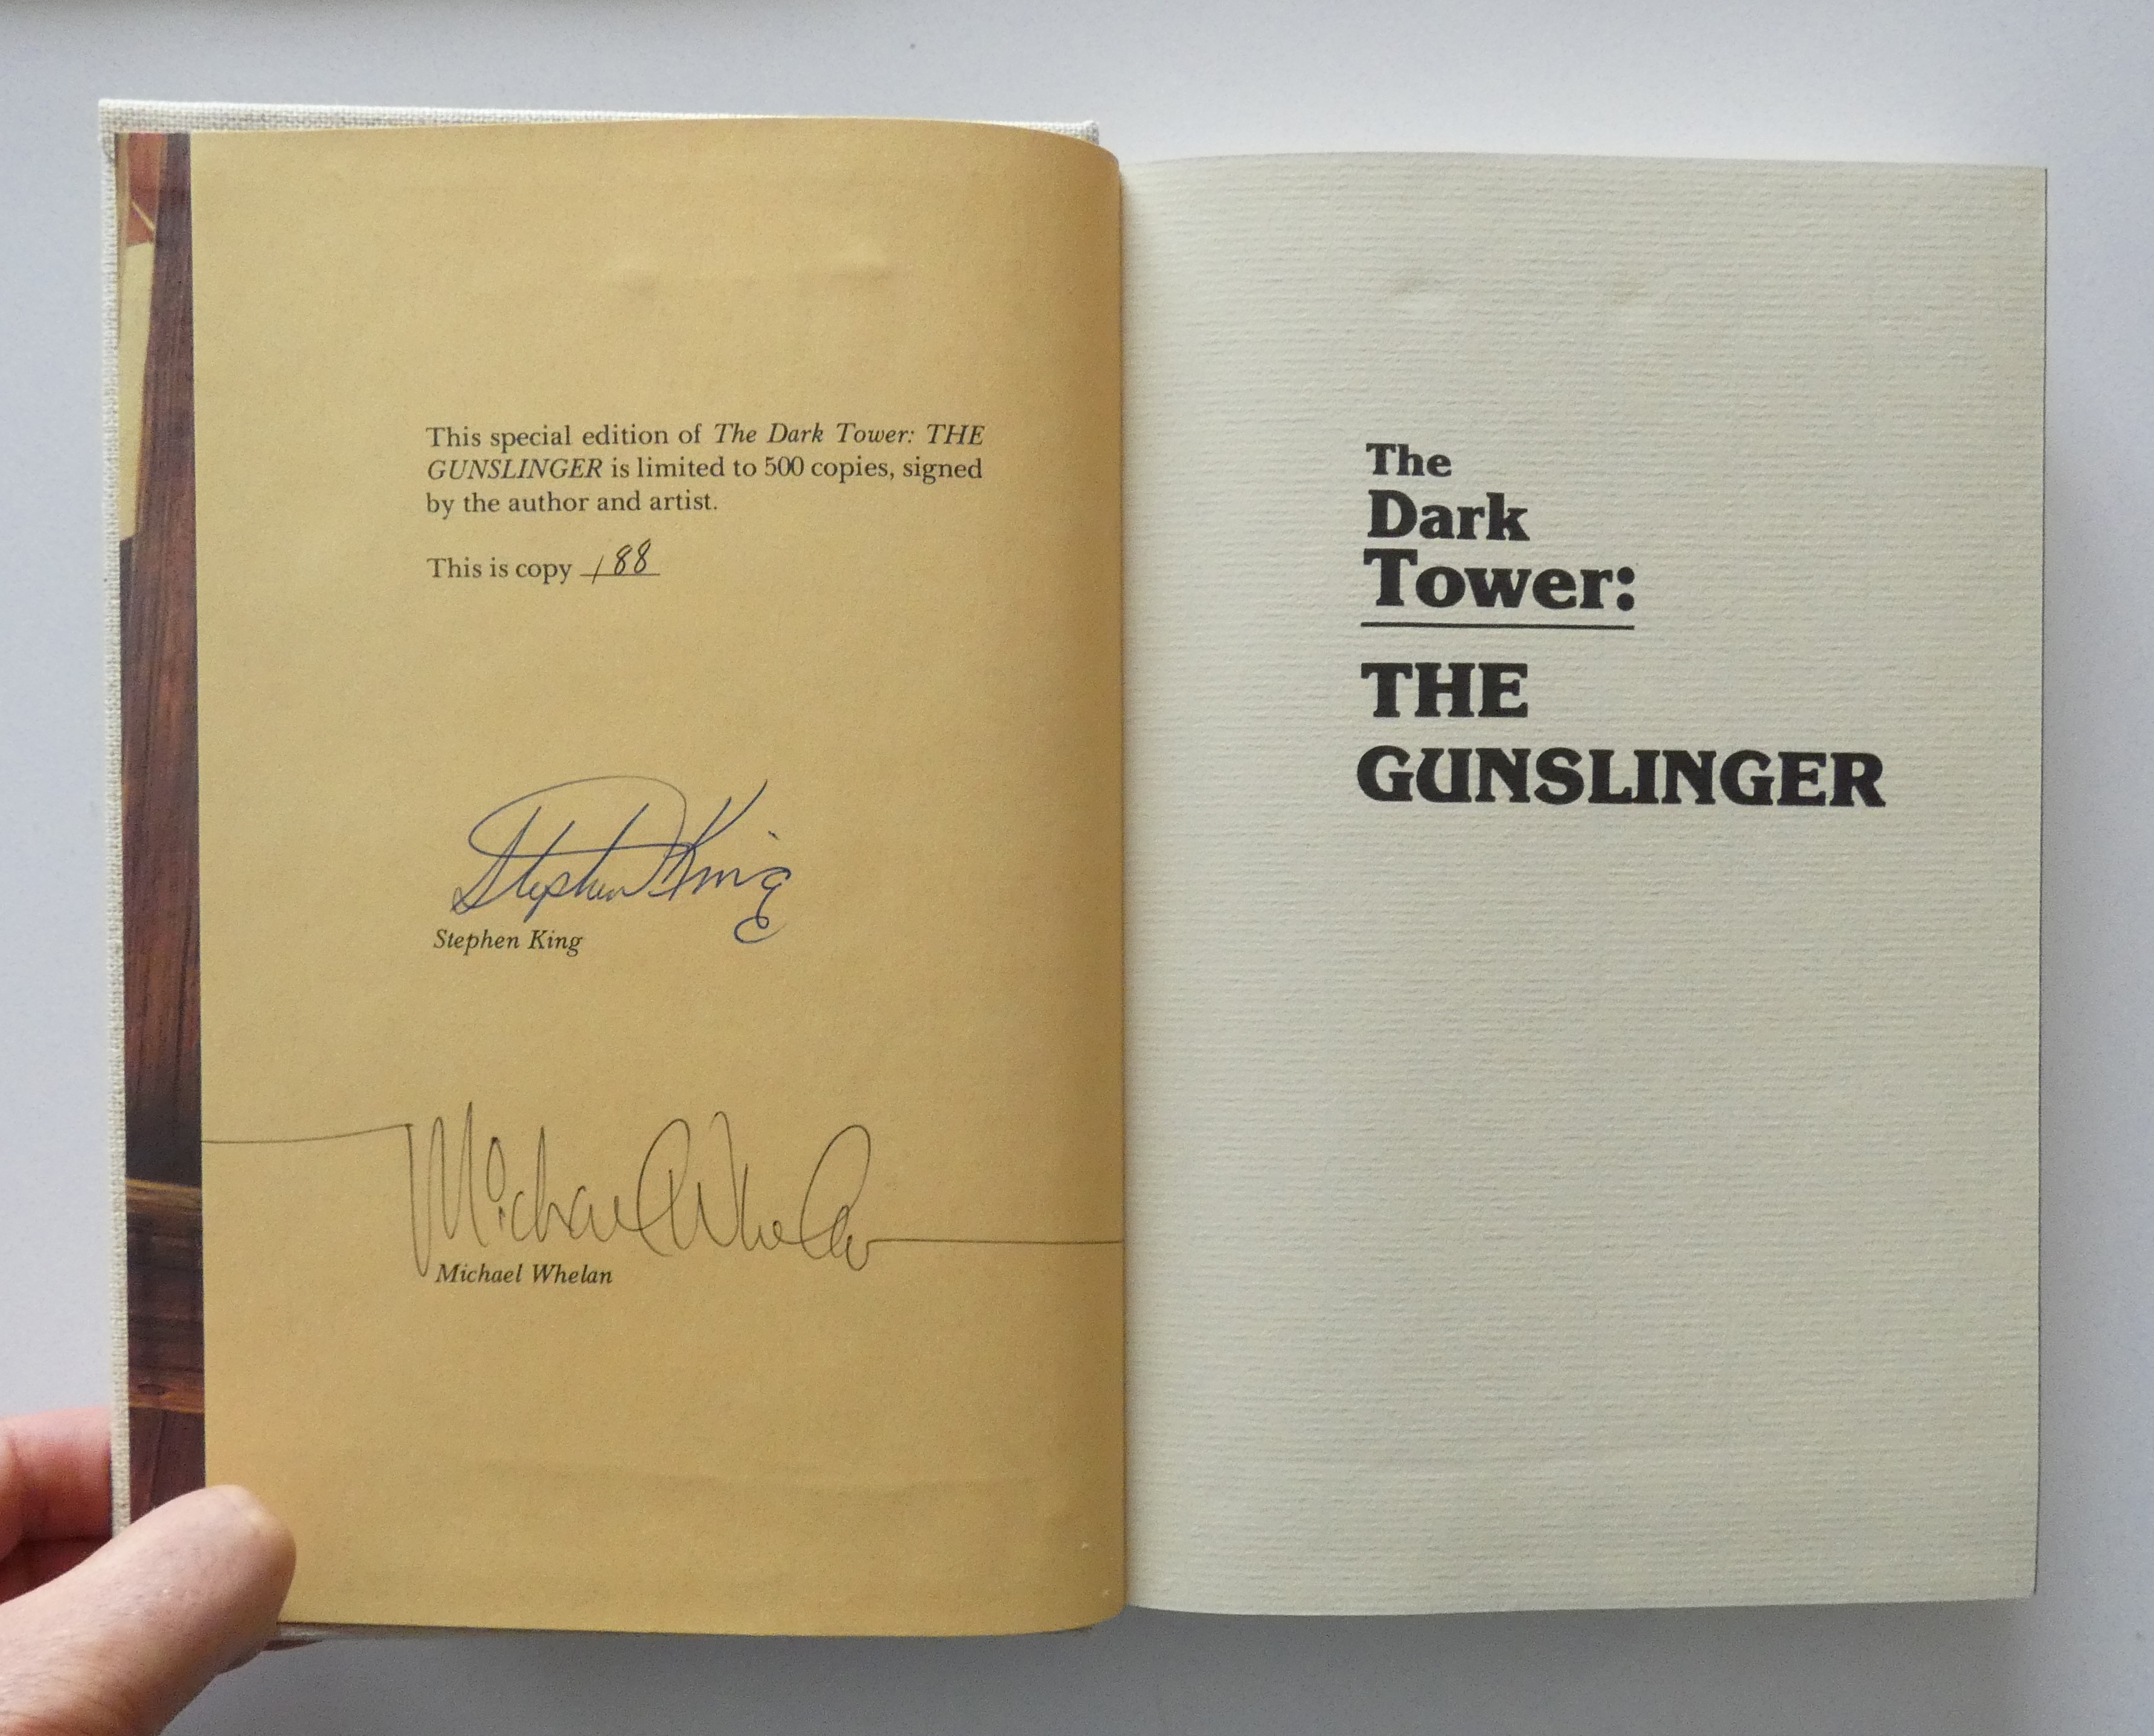 This special edition of The Dark Tower: THE
GUNSLINGER is limited to 500 copies, signed
by the author and artist.
This is copy 188
Stephen King
Stephen King
Michael Whelan
Michael Whelan
The
Dark
Tower:
THE
GUNSLINGER